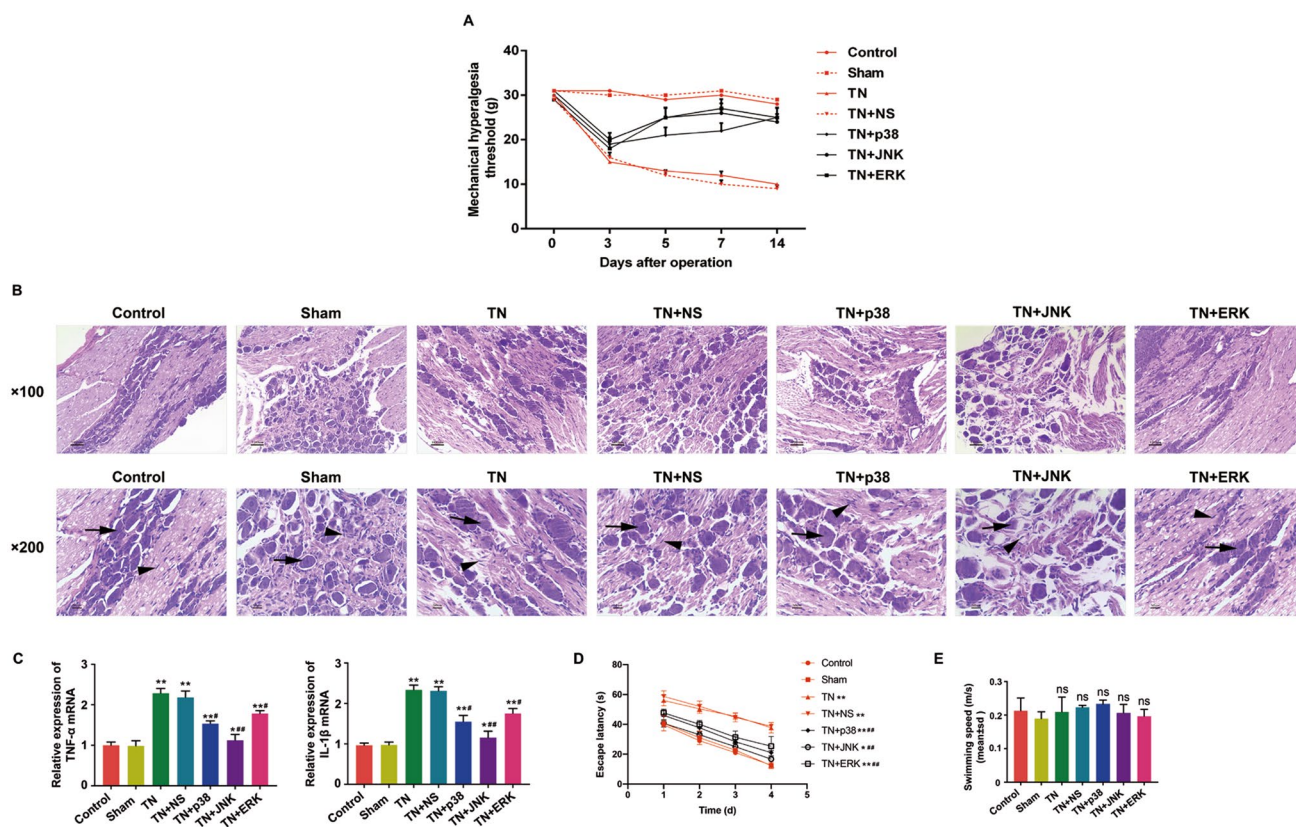 A
Mechanical hyperalgesia
threshold (g)
40
30
20
10
0
0 3 5 7 14
Days after operation
Control
Sham
TN
TN+NS
TN+p38
TN+JNK
TN+ERK
B
Control Sham TN TN+NS TN+p38 TN+JNK TN+ERK
×100
Control Sham TN TN+NS TN+p38 TN+JNK TN+ERK
×200
C
Relative expression of
TNF-α mRNA
3
2
1
0
** ** **# *## **#
Control Sham TN TN+NS TN+p38 TN+JNK TN+ERK
Relative expression of
IL-1β mRNA
3
2
1
0
** ** **# *## **#
Control Sham TN TN+NS TN+p38 TN+JNK TN+ERK
D
Escape latancy (s)
80
60
40
20
0
0 1 2 3 4 5
Time (d)
Control
Sham
TN **
TN+NS **
TN+p38 **##
TN+JNK * ##
TN+ERK **##
E
Swimming speed (m/s)
(mean±sd)
0.3
0.2
0.1
0.0
ns ns ns ns ns
Control Sham TN TN+NS TN+p38 TN+JNK TN+ERK